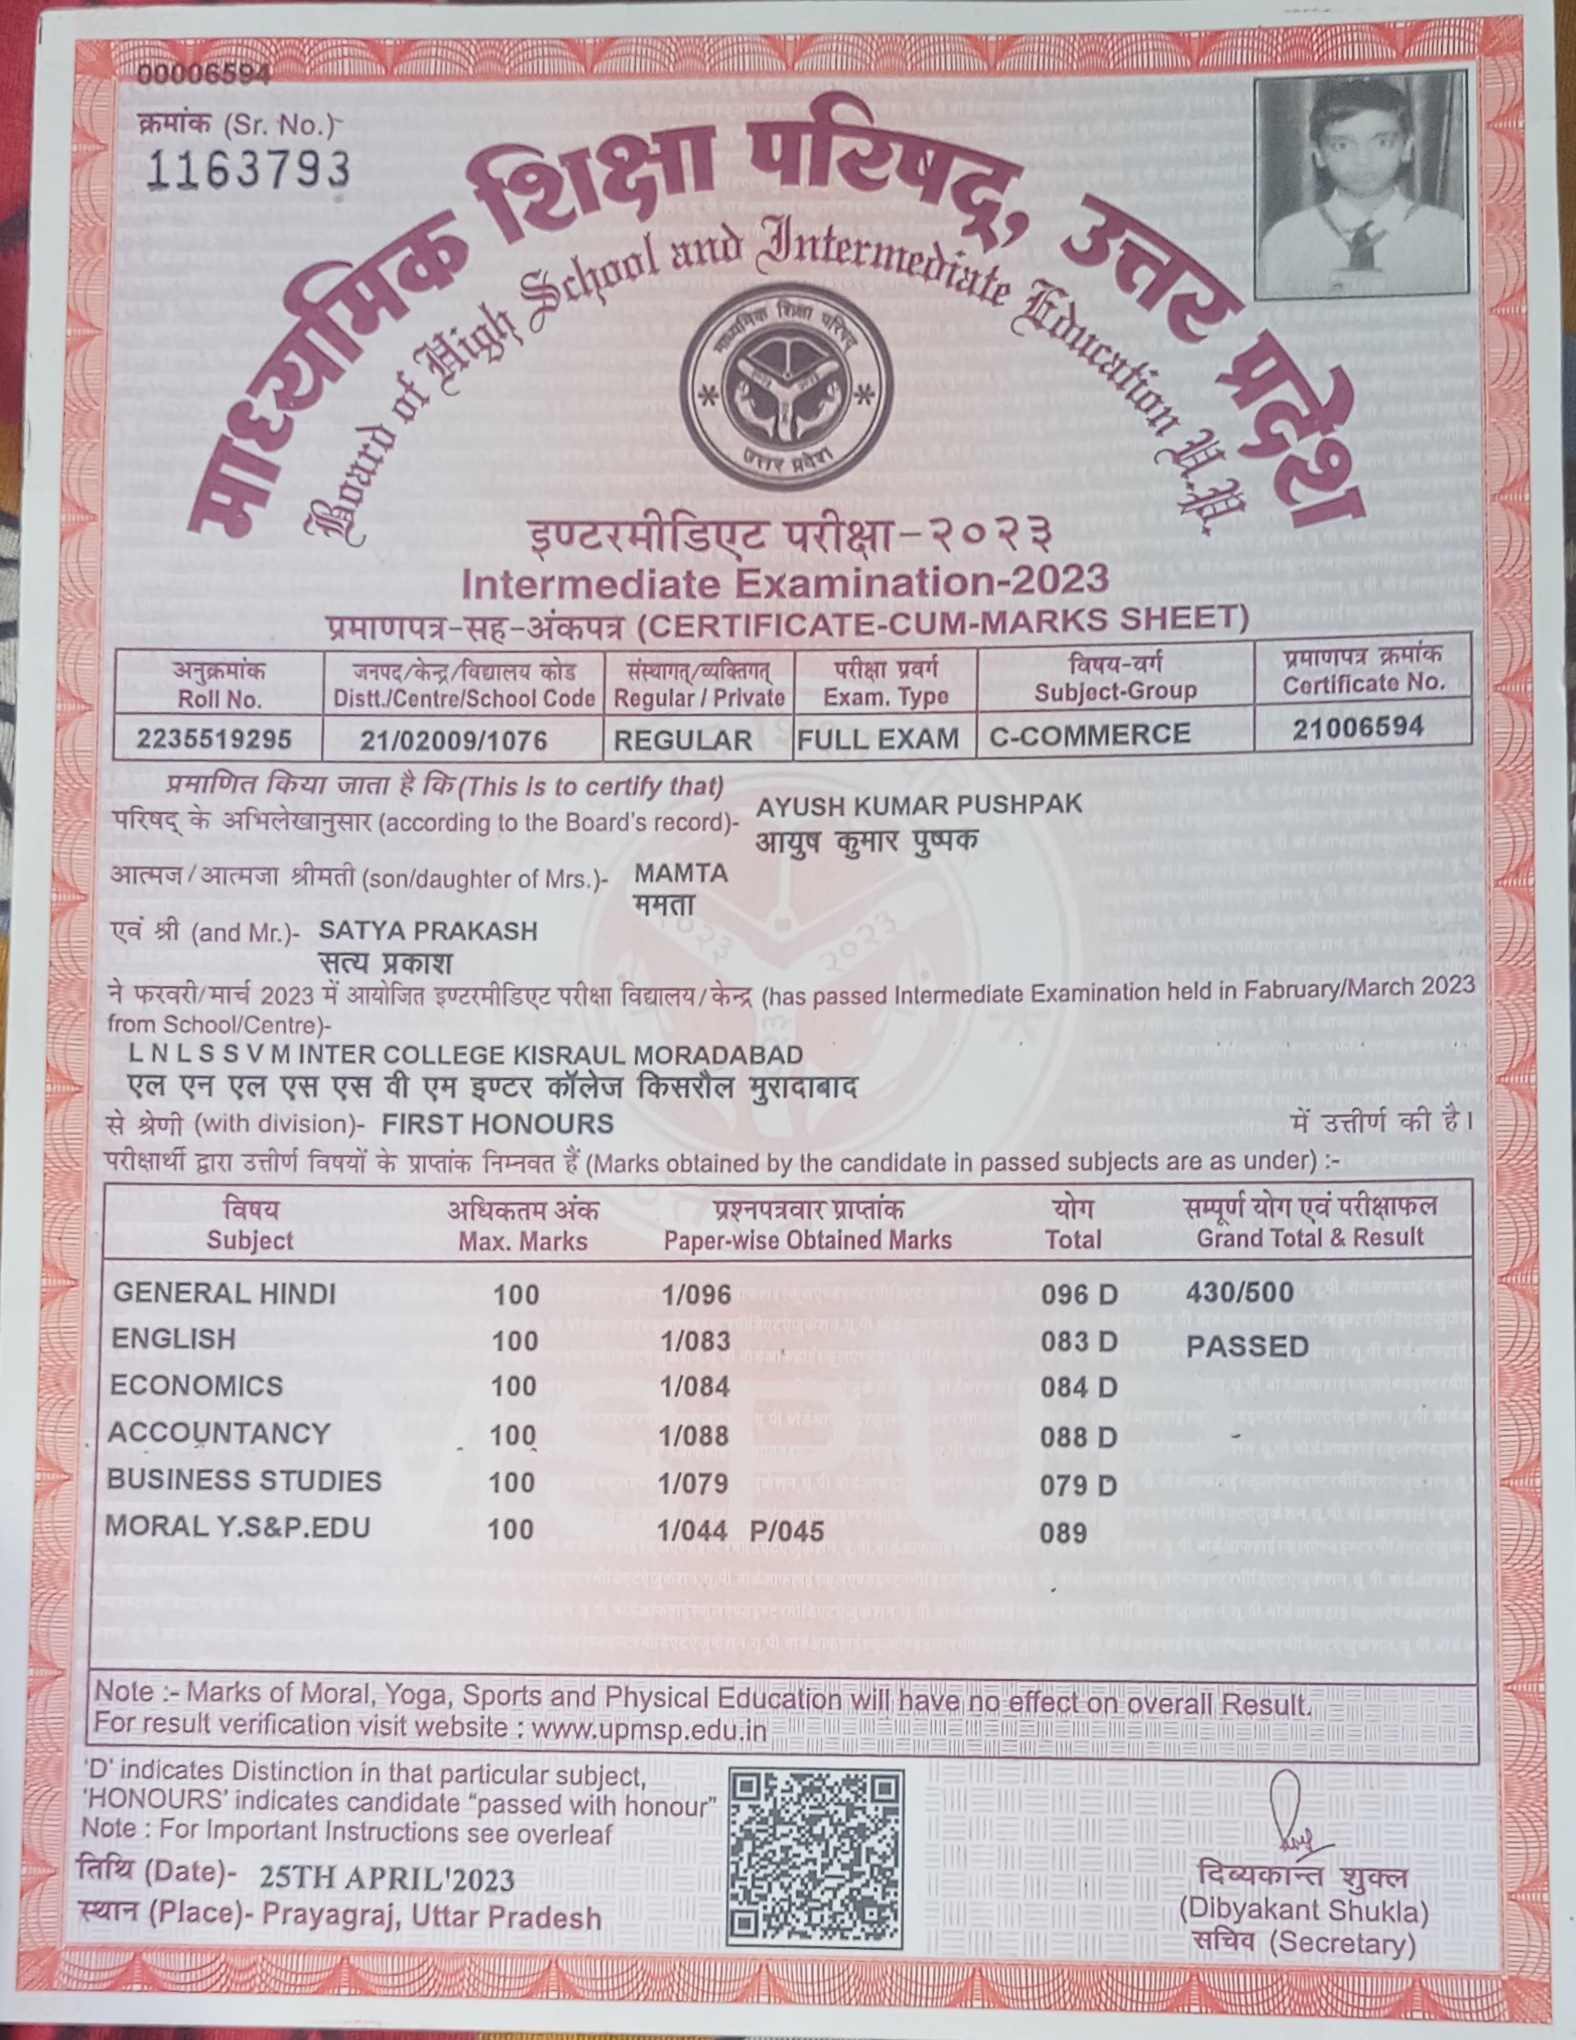 00006594
क्रमांक (Sr. No.)-
1163793
माध्यमिक शिक्षा परिषद्, उत्तर प्रदेश
Board of High School and Intermediate Education U.P.
माध्यमिक शिक्षा परिषद्
उत्तर प्रदेश
इण्टरमीडिएट परीक्षा-२०२३
Intermediate Examination-2023
प्रमाणपत्र-सह-अंकपत्र (CERTIFICATE-CUM-MARKS SHEET)
अनुक्रमांक जनपद/केन्द्र/विद्यालय कोड संस्थागत्/व्यक्तिगत् परीक्षा प्रवर्ग विषय-वर्ग प्रमाणपत्र क्रमांक
Roll No. Distt./Centre/School Code Regular / Private Exam. Type Subject-Group Certificate No.
2235519295 21/02009/1076 REGULAR FULL EXAM C-COMMERCE 21006594
प्रमाणित किया जाता है कि (This is to certify that)
परिषद् के अभिलेखानुसार (according to the Board's record)- AYUSH KUMAR PUSHPAK
आयुष कुमार पुष्पक
आत्मज/आत्मजा श्रीमती (son/daughter of Mrs.)- MAMTA
ममता
एवं श्री (and Mr.)- SATYA PRAKASH
सत्य प्रकाश
ने फरवरी/मार्च 2023 में आयोजित इण्टरमीडिएट परीक्षा विद्यालय/केन्द्र (has passed Intermediate Examination held in Fabruary/March 2023
from School/Centre)-
L N L S S V M INTER COLLEGE KISRAUL MORADABAD
एल एन एल एस एस वी एम इण्टर कॉलेज किसरौल मुरादाबाद
से श्रेणी (with division)- FIRST HONOURS में उत्तीर्ण की है।
परीक्षार्थी द्वारा उत्तीर्ण विषयों के प्राप्तांक निम्नवत हैं (Marks obtained by the candidate in passed subjects are as under) :-
विषय अधिकतम अंक प्रश्नपत्रवार प्राप्तांक योग सम्पूर्ण योग एवं परीक्षाफल
Subject Max. Marks Paper-wise Obtained Marks Total Grand Total & Result
GENERAL HINDI 100 1/096 096 D 430/500
ENGLISH 100 1/083 083 D PASSED
ECONOMICS 100 1/084 084 D
ACCOUNTANCY 100 1/088 088 D
BUSINESS STUDIES 100 1/079 079 D
MORAL Y.S&P.EDU 100 1/044 P/045 089
Note :- Marks of Moral, Yoga, Sports and Physical Education will have no effect on overall Result.
For result verification visit website : www.upmsp.edu.in
'D' indicates Distinction in that particular subject,
'HONOURS' indicates candidate "passed with honour"
Note : For Important Instructions see overleaf
तिथि (Date)- 25TH APRIL'2023
स्थान (Place)- Prayagraj, Uttar Pradesh
दिव्यकान्त शुक्ल
(Dibyakant Shukla)
सचिव (Secretary)